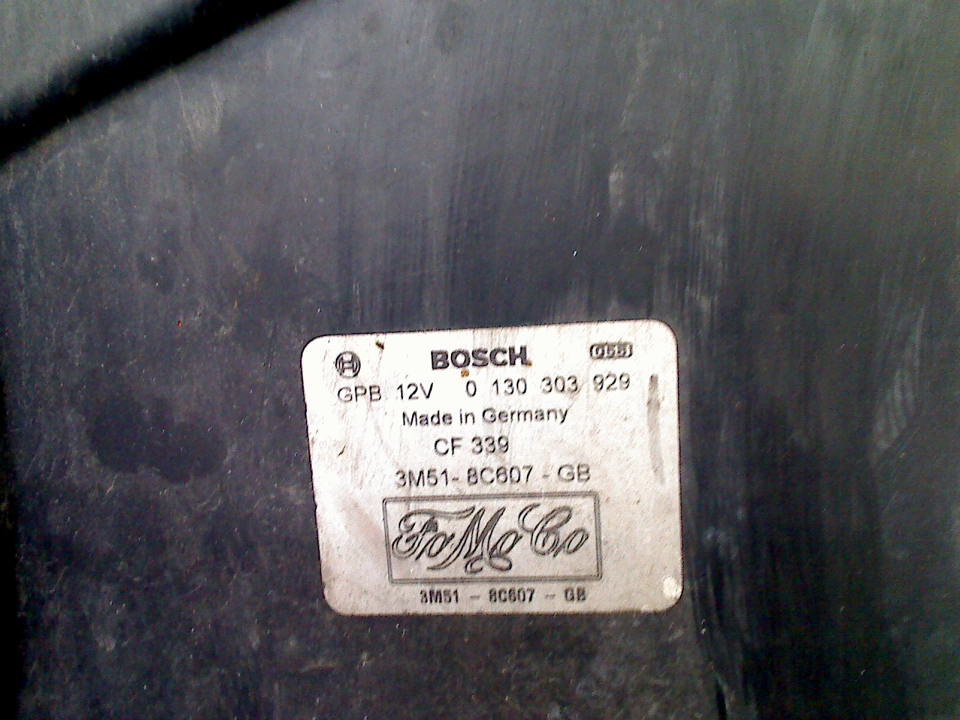 BOSCH 055
GPB 12V 0 130 303 929
Made in Germany
CF 339
3M51-8C607-GB
FoMoCo
3M51 - 8C607 - GB